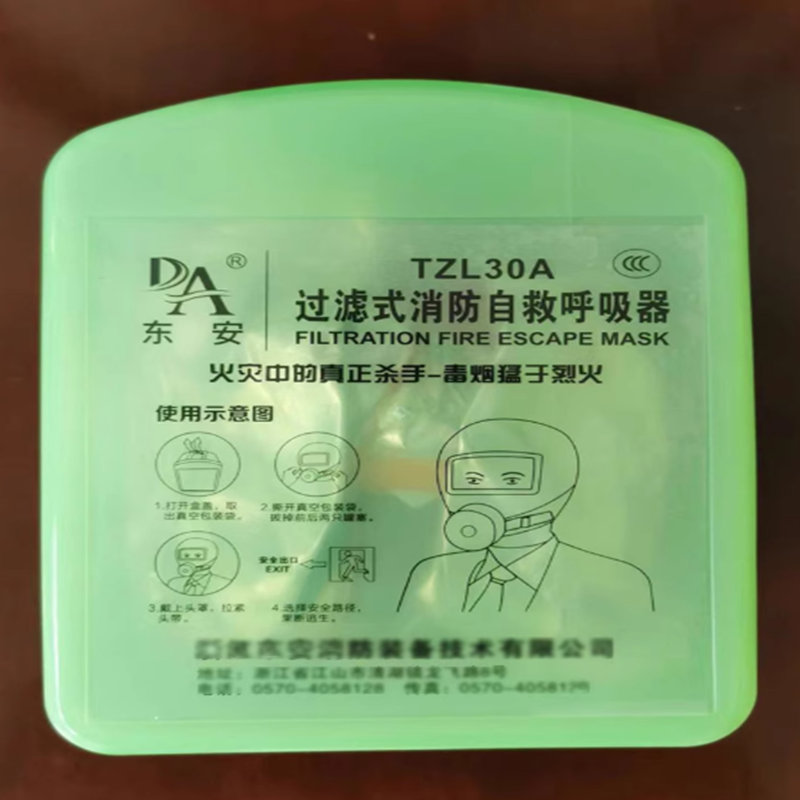 DA®
东 安
TZL30A
CCC
过滤式消防自救呼吸器
FILTRATION FIRE ESCAPE MASK
火灾中的真正杀手-毒烟猛于烈火
使用示意图
1.打开盒盖，取
出真空包装袋。
2.撕开真空包装袋，
拔掉前后两只罐塞。
安全出口
EXIT
3.戴上头罩，拉紧
头带。
4.选择安全路径，
果断逃生。
东安消防装备技术有限公司
地址：浙江省江山市清湖镇龙飞路8号
电话：0570-4058128 传真：0570-405817